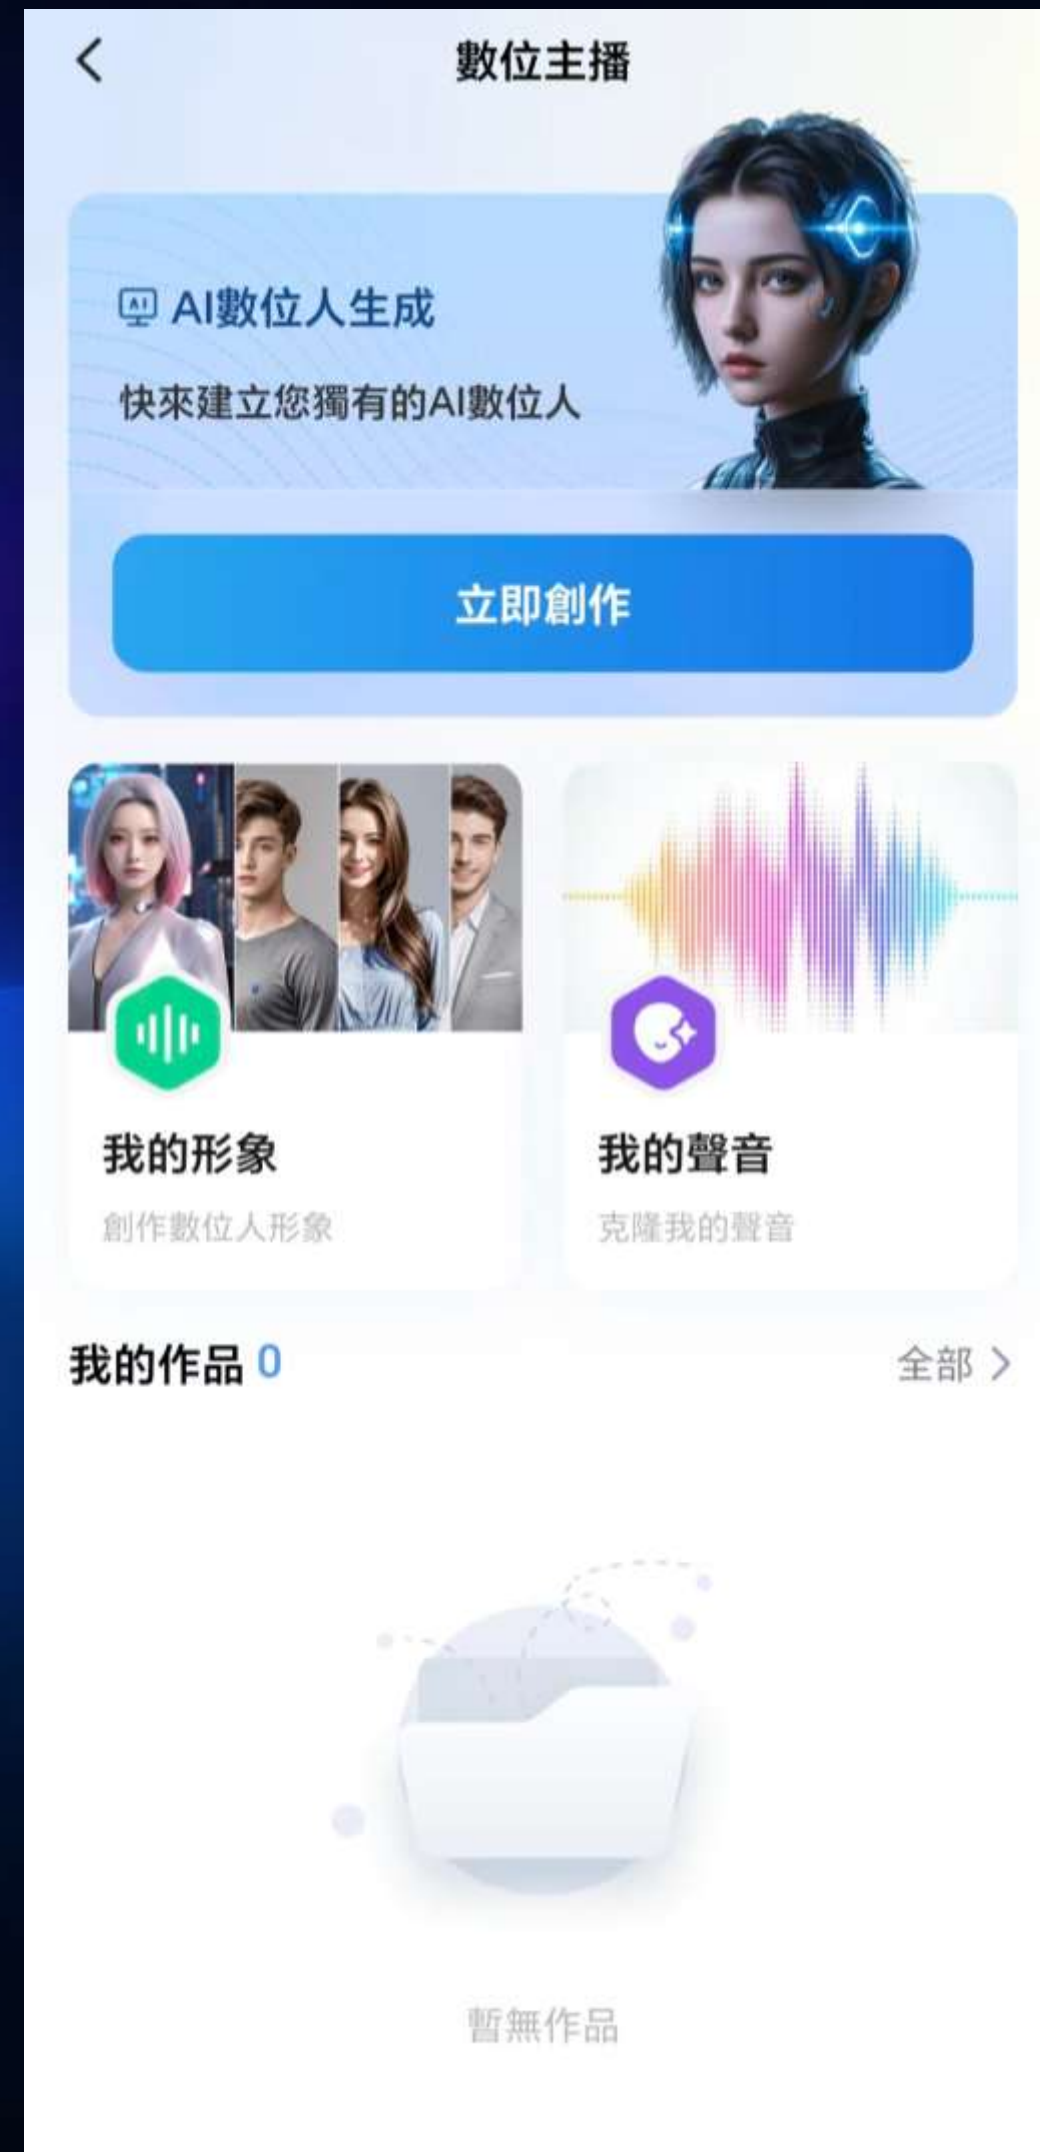 數位主播
AI數位人生成
快來建立您獨有的AI數位人
立即創作
我的形象
創作數位人形象
我的聲音
克隆我的聲音
我的作品 0
全部
暫無作品